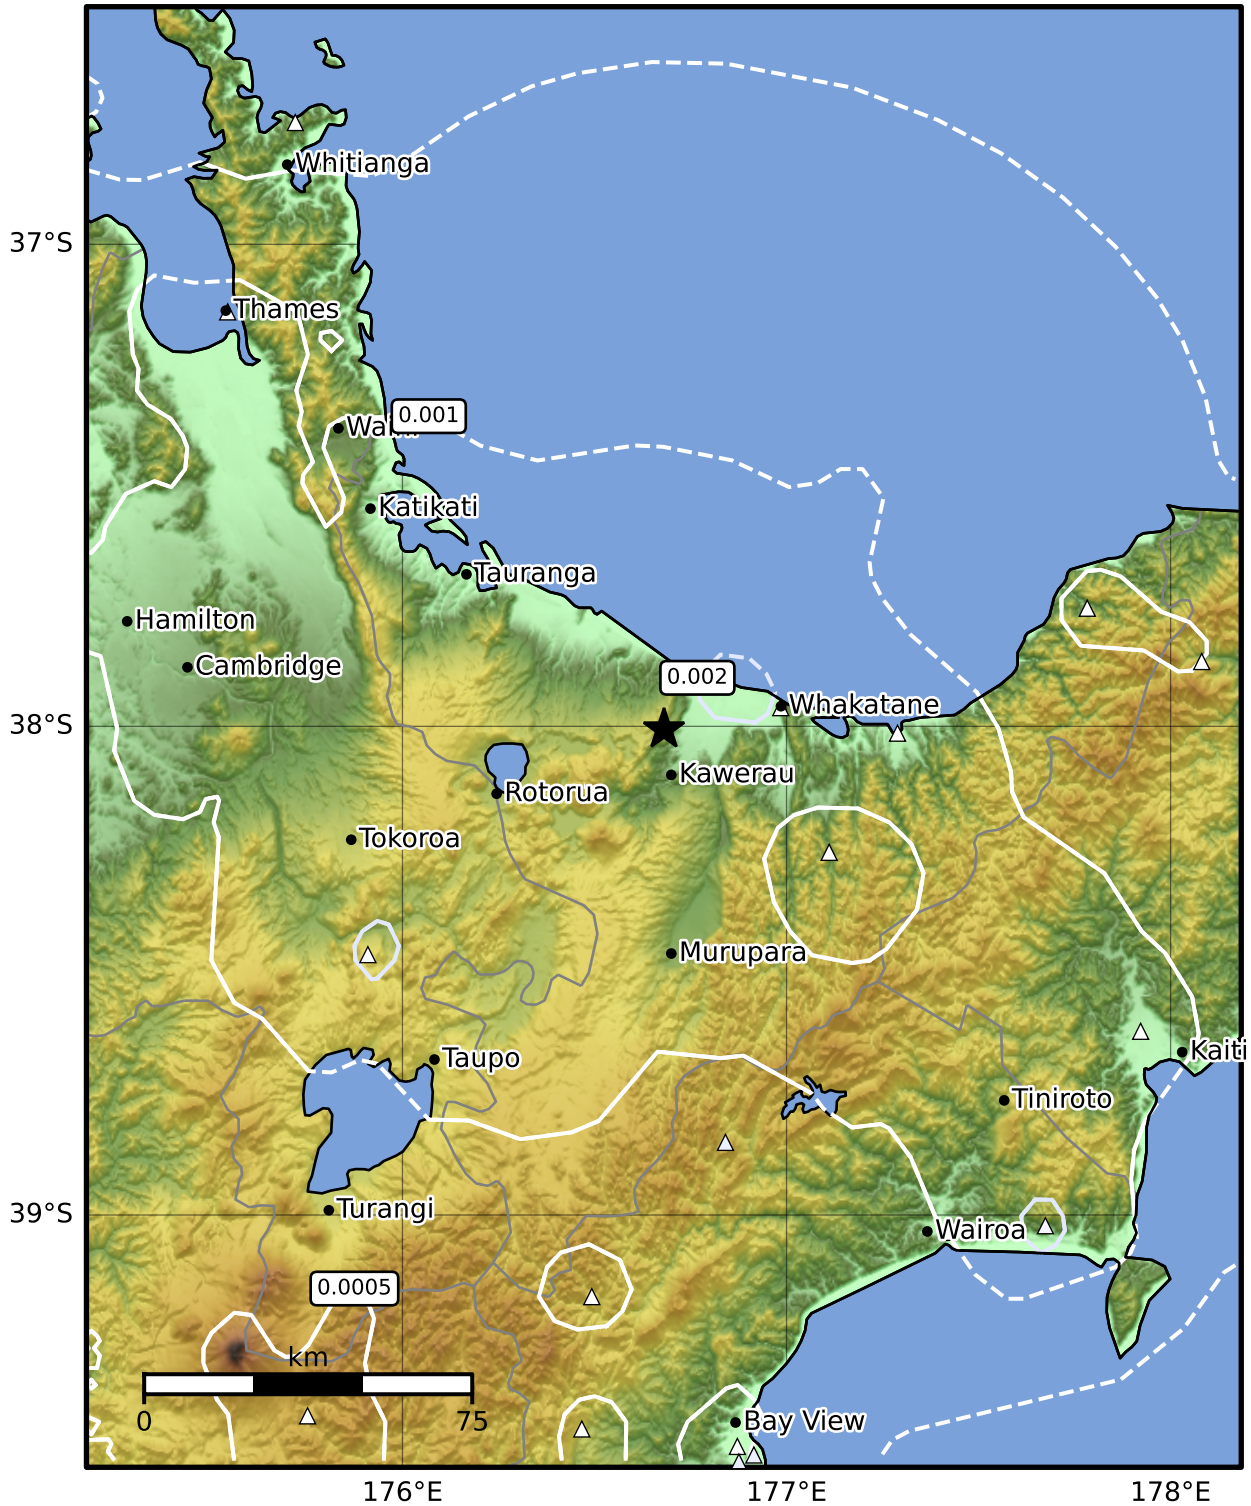 Whitianga
37°S
Thames
0.001
Katikati
Tauranga
Hamilton
Cambridge
0.002
Whakatane
38°S
Kawerau
Rotorua
Tokoroa
Murupara
Taupo
Kaiti
Tiniroto
39°S
Turangi
Wairoa
0.0005
km
0
75
Bay View
176°E
177°E
178°E